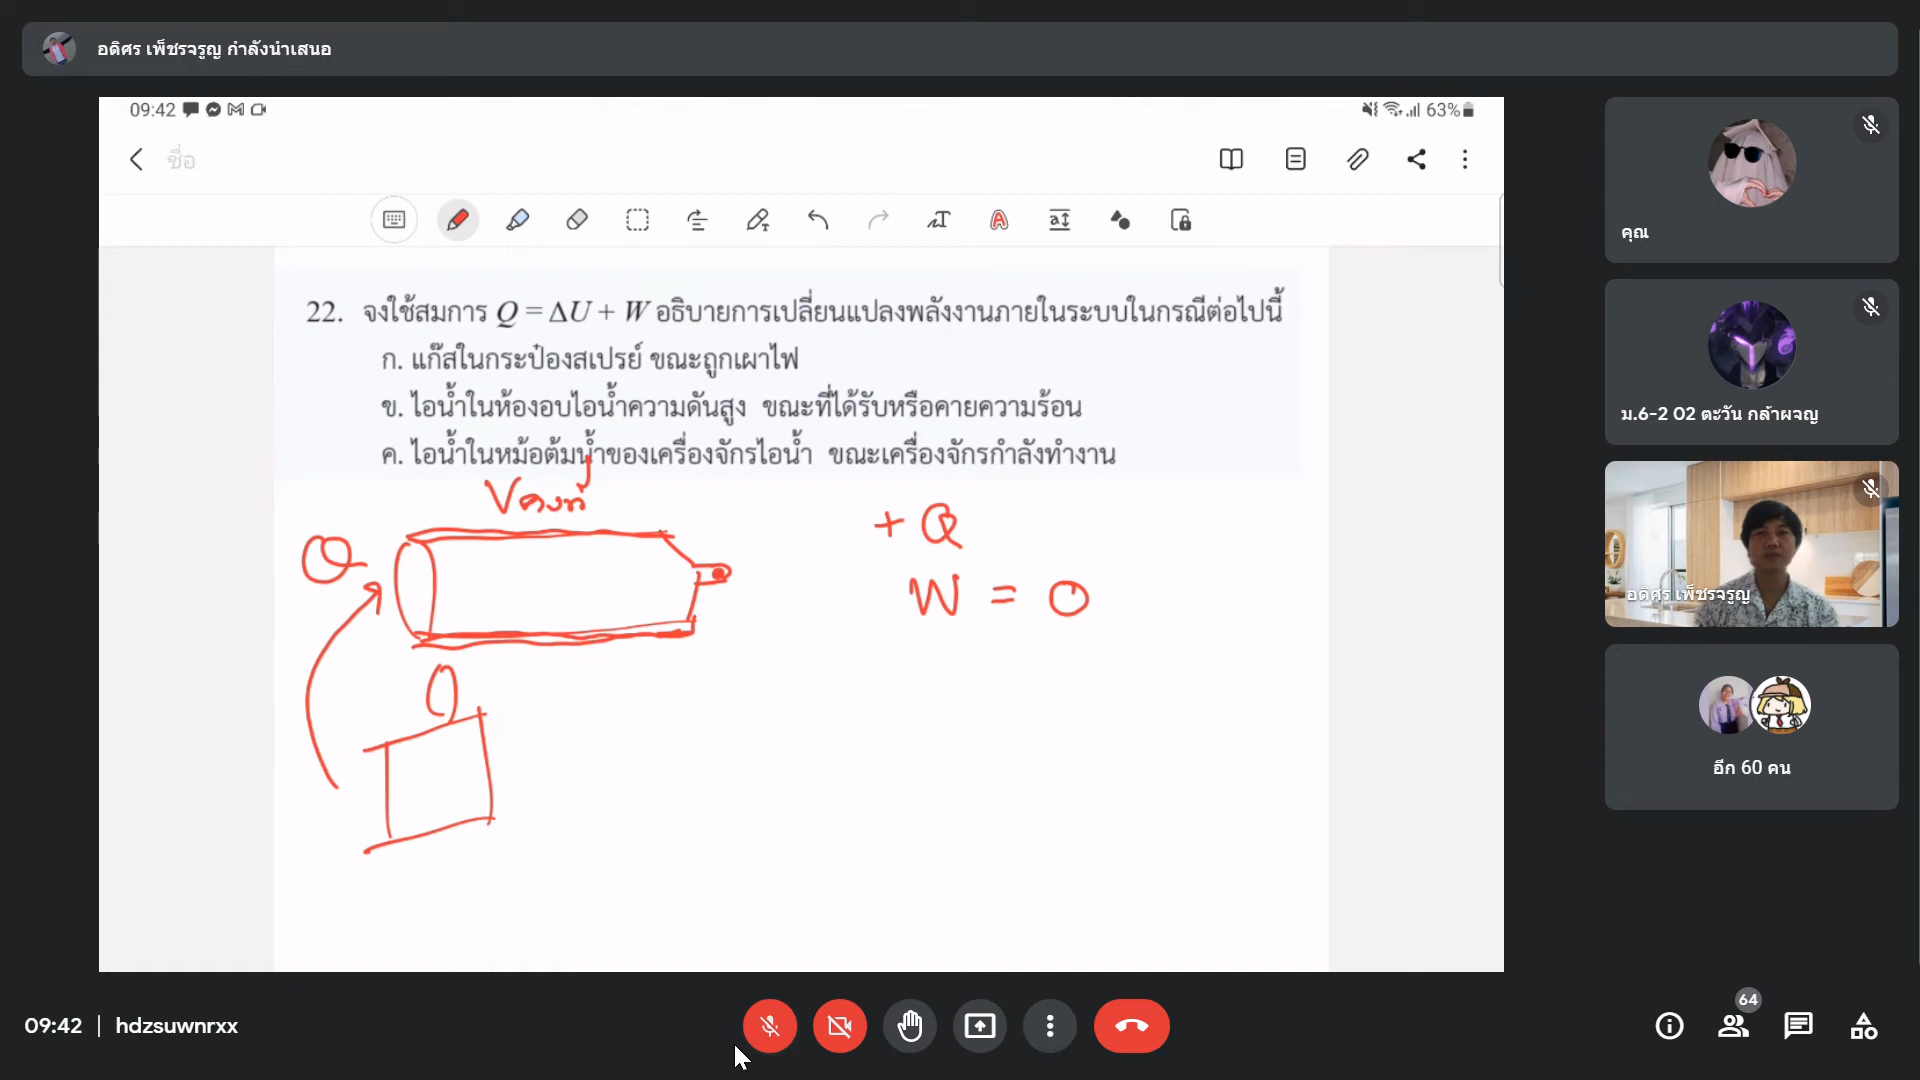 อดิศร เพ็ชรจรูญ กำลังนำเสนอ
09:42
63%
ชื่อ
22. จงใช้สมการ Q = ΔU + W อธิบายการเปลี่ยนแปลงพลังงานภายในระบบในกรณีต่อไปนี้
ก. แก๊สในกระป๋องสเปรย์ ขณะถูกเผาไฟ
ข. ไอน้ำในห้องอบไอน้ำความดันสูง ขณะที่ได้รับหรือคายความร้อน
ค. ไอน้ำในหม้อต้มน้ำของเครื่องจักรไอน้ำ ขณะเครื่องจักรกำลังทำงาน
V คงที่
Q
+ Q
W = 0
คุณ
ม.6-2 02 ตะวัน กล้าผจญ
อดิศร เพ็ชรจรูญ
อีก 60 คน
09:42 | hdzsuwnrxx
64